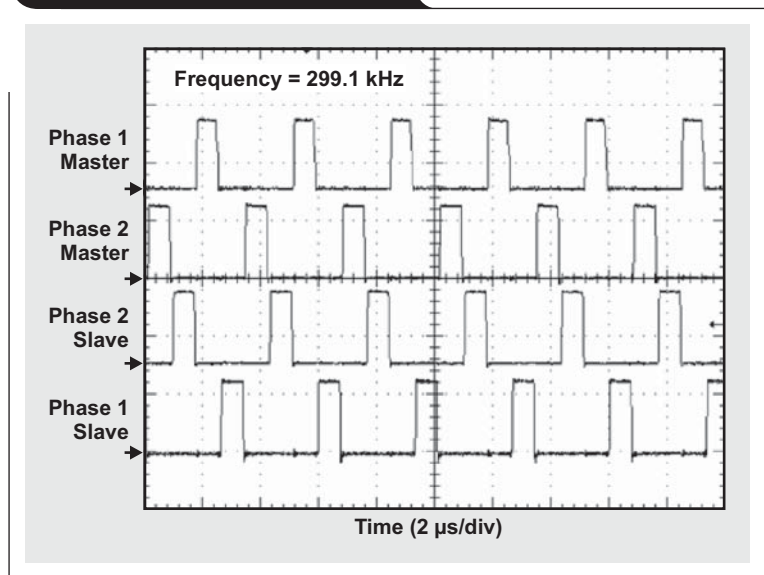 Frequency = 299.1 kHz
Phase 1
Master
Phase 2
Master
Phase 2
Slave
Phase 1
Slave
Time (2 µs/div)